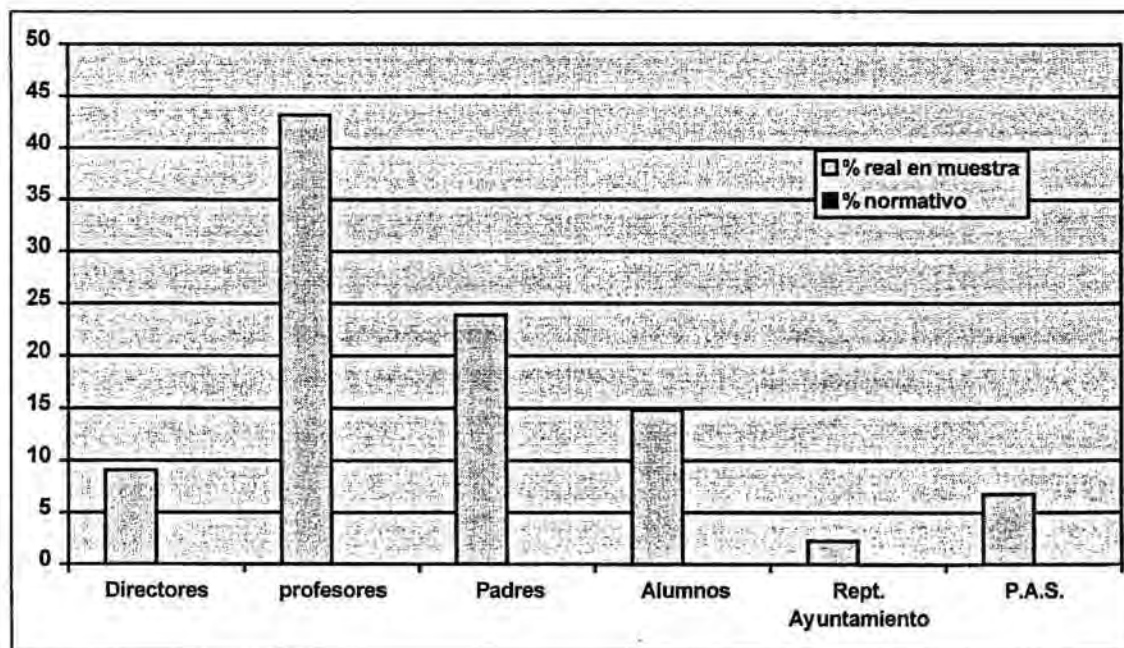 50
45
40
35
30
25
20
15
10
5
0
% real en muestra
% normativo
Directores profesores Padres Alumnos Rept. P.A.S.
Ayuntamiento